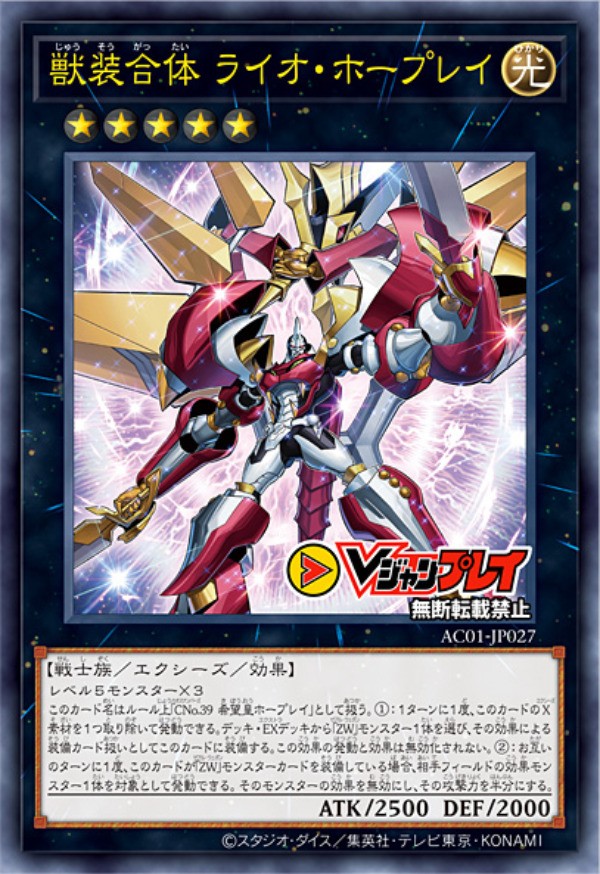 じゅう そう がっ たい
獣装合体 ライオ・ホープレイ
ひかり
光
Vジャンプレイ
無断転載禁止
AC01-JP027
【戦士族/エクシーズ/効果】
レベル5モンスター×3
このカード名はルール上「CNo.39 希望皇ホープレイ」として扱う。①:1ターンに1度、このカードのX
素材を1つ取り除いて発動できる。デッキ・EXデッキから「ZW」モンスター1体を選び、その効果による
装備カード扱いとしてこのカードに装備する。この効果の発動と効果は無効化されない。②:お互い
のターンに1度、このカードが「ZW」モンスターカードを装備している場合、相手フィールドの効果モン
スター1体を対象として発動できる。そのモンスターの効果を無効にし、その攻撃力を半分にする。
ATK/2500 DEF/2000
©スタジオ・ダイス/集英社・テレビ東京・KONAMI